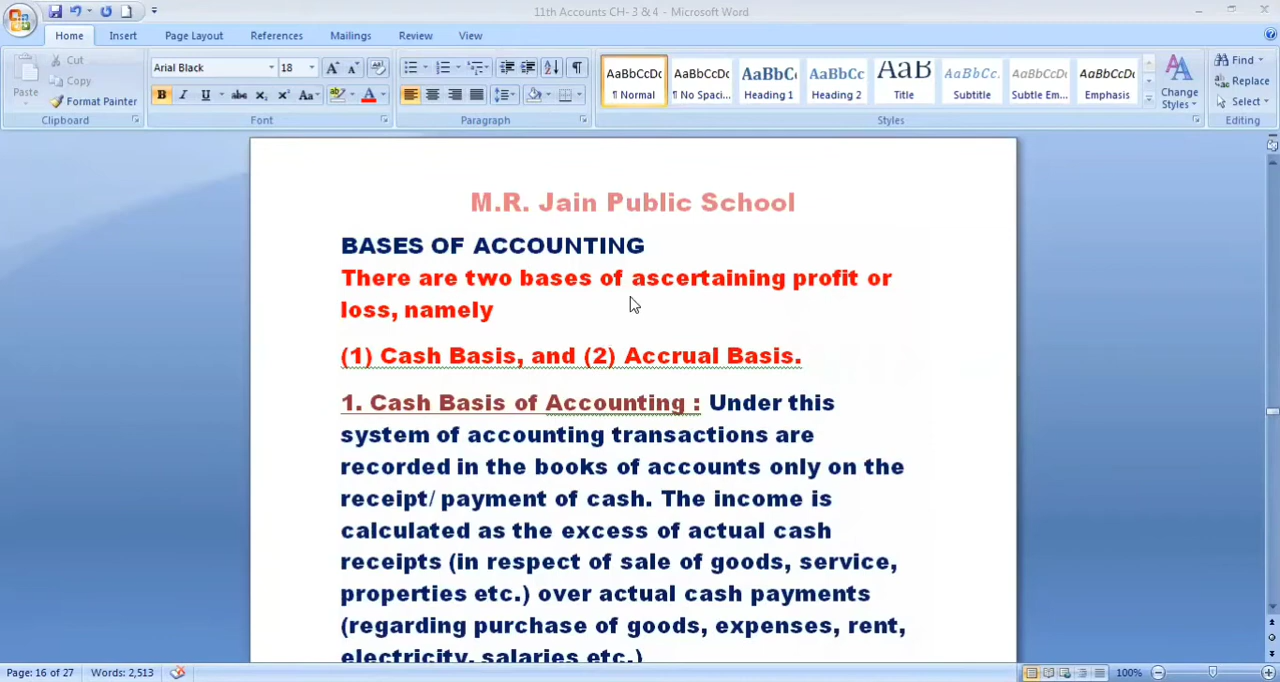 11th Accounts CH- 3 & 4 - Microsoft Word
Home Insert Page Layout References Mailings Review View
Paste
Cut
Copy
Format Painter
Clipboard
Arial Black 18
Font
Paragraph
AaBbCcDc AaBbCcDc AaBbC AaBbCc AaB AaBbCc. AaBbCcDc AaBbCcDc
¶ Normal ¶ No Spaci... Heading 1 Heading 2 Title Subtitle Subtle Em... Emphasis
Change Styles
Styles
Find
Replace
Select
Editing
M.R. Jain Public School
BASES OF ACCOUNTING
There are two bases of ascertaining profit or
loss, namely
(1) Cash Basis, and (2) Accrual Basis.
1. Cash Basis of Accounting : Under this
system of accounting transactions are
recorded in the books of accounts only on the
receipt/ payment of cash. The income is
calculated as the excess of actual cash
receipts (in respect of sale of goods, service,
properties etc.) over actual cash payments
(regarding purchase of goods, expenses, rent,
electricity, salaries etc.)
Page: 16 of 27 Words: 2,513 100%